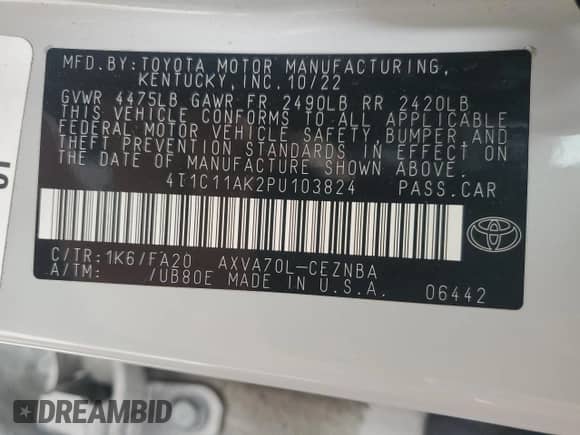 MFD.BY:TOYOTA MOTOR MANUFACTURING,
KENTUCKY,INC.10/22
GVWR 4475LB GAWR FR 2490LB RR 2420LB
THIS VEHICLE CONFORMS TO ALL APPLICABLE
FEDERAL MOTOR VEHICLE SAFETY, BUMPER AND
THEFT PREVENTION STANDARDS IN EFFECT ON
THE DATE OF MANUFACTURE SHOWN ABOVE.
4T1C11AK2PU103824 PASS.CAR
C/TR:1K6/FA20 AXVA70L-CEZNBA
A/TM: /UB80E MADE IN U.S.A.
06442
DREAMBID